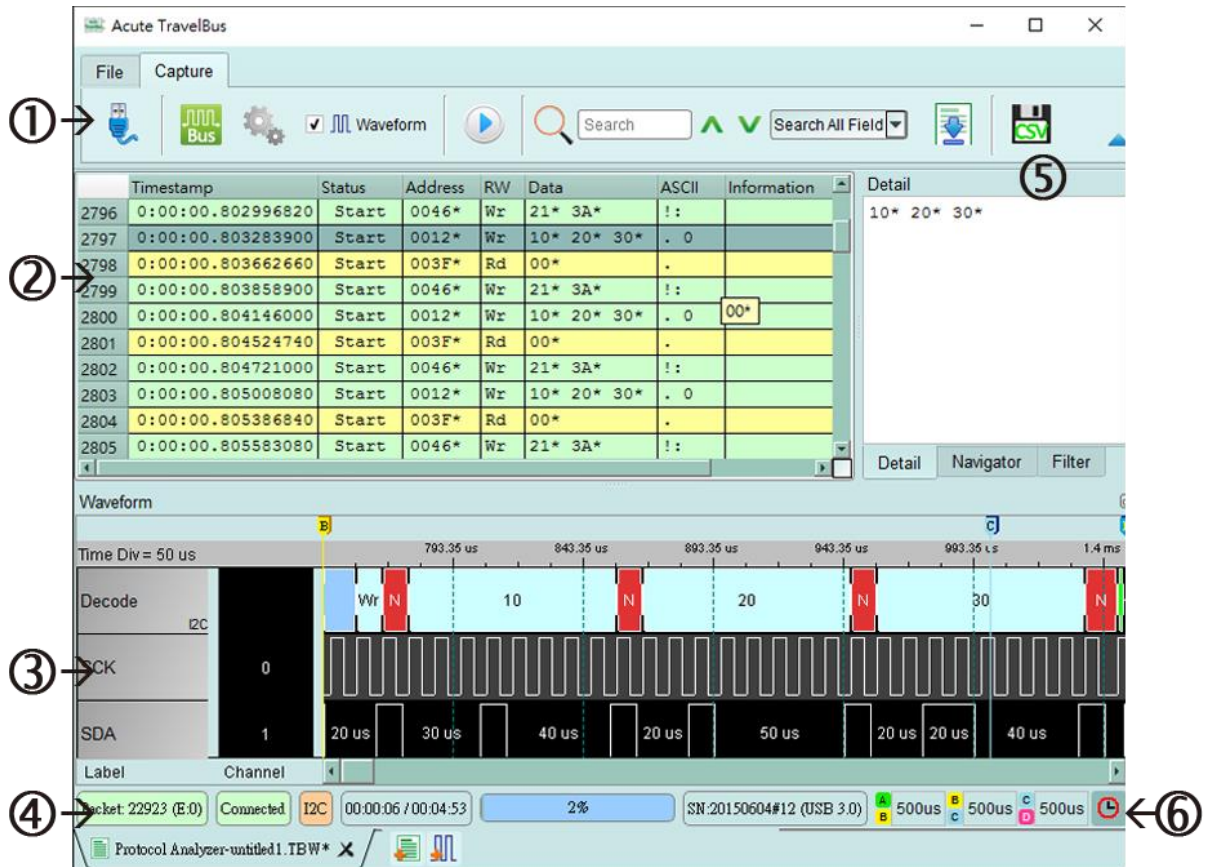 Acute TravelBus
File Capture
① Bus Waveform Search Search All Field CSV
⑤
Timestamp Status Address RW Data ASCII Information
2796 0:00:00.802996820 Start 0046* Wr 21* 3A* !:
2797 0:00:00.803283900 Start 0012* Wr 10* 20* 30* . 0
2798 0:00:00.803662660 Start 003F* Rd 00* .
②
2799 0:00:00.803858900 Start 0046* Wr 21* 3A* !:
2800 0:00:00.804146000 Start 0012* Wr 10* 20* 30* . 0 00*
2801 0:00:00.804524740 Start 003F* Rd 00* .
2802 0:00:00.804721000 Start 0046* Wr 21* 3A* !:
2803 0:00:00.805008080 Start 0012* Wr 10* 20* 30* . 0
2804 0:00:00.805386840 Start 003F* Rd 00* .
2805 0:00:00.805583080 Start 0046* Wr 21* 3A* !:
Detail
10* 20* 30*
Detail Navigator Filter
Waveform
B C
Time Div = 50 us 793.35 us 843.35 us 893.35 us 943.35 us 993.35 us 1.4 ms
Decode Wr N 10 N 20 N 30 N
I2C
③ SCK 0
SDA 1 20 us 30 us 40 us 20 us 50 us 20 us 20 us 40 us
Label Channel
④ Packet: 22923 (E:0) Connected I2C 00:00:06 / 00:04:53 2% SN:20150604#12 (USB 3.0) A B 500us B C 500us C D 500us ⑥
Protocol Analyzer-untitled1.TBW*